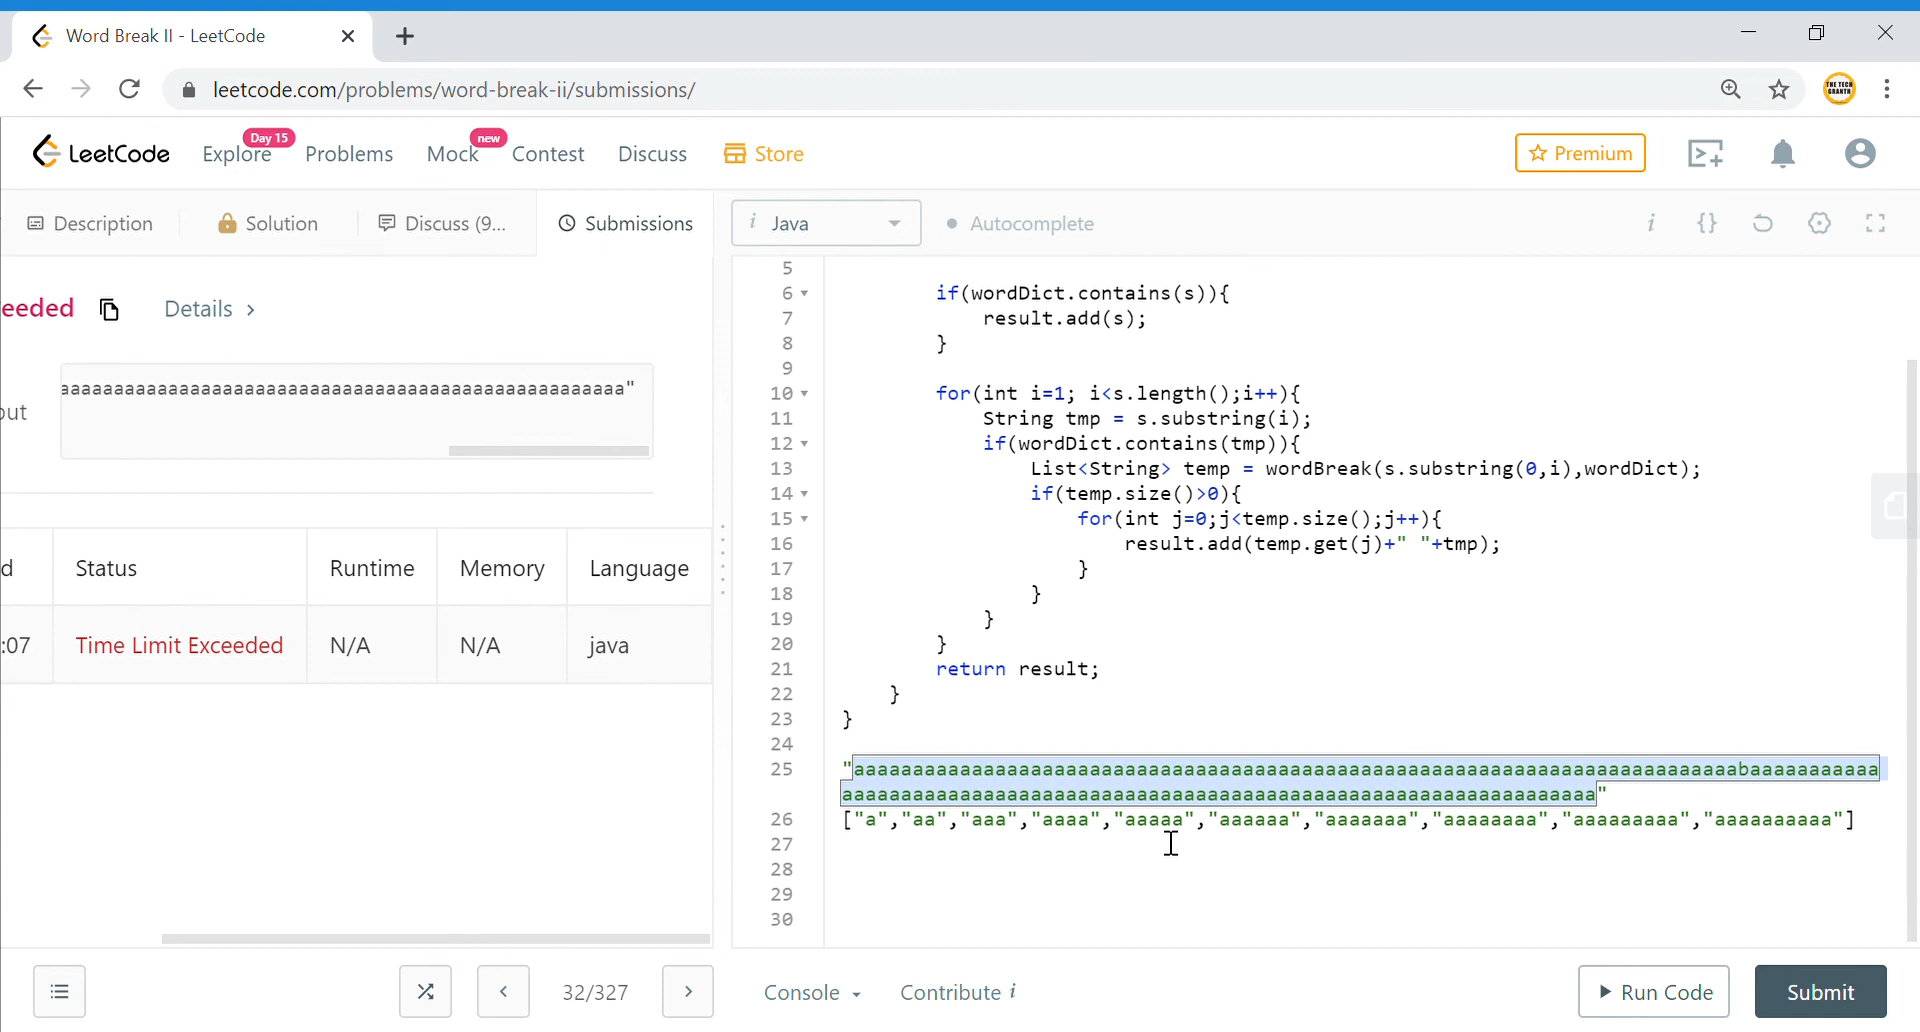 Word Break II - LeetCode
leetcode.com/problems/word-break-ii/submissions/
THE TECH GRANTH
LeetCode
Explore
Day 15
Problems
Mock
new
Contest
Discuss
Store
Premium
Description
Solution
Discuss (9...
Submissions
i Java
Autocomplete
i {}
eeded
Details >
out
Status Runtime Memory Language
:07 Time Limit Exceeded N/A N/A java
5
6 if(wordDict.contains(s)){
7 result.add(s);
8 }
9
10 for(int i=1; i<s.length();i++){
11 String tmp = s.substring(i);
12 if(wordDict.contains(tmp)){
13 List<String> temp = wordBreak(s.substring(0,i),wordDict);
14 if(temp.size()>0){
15 for(int j=0;j<temp.size();j++){
16 result.add(temp.get(j)+" "+tmp);
17 }
18 }
19 }
20 }
21 return result;
22 }
23 }
24
25
26 ["a","aa","aaa","aaaa","aaaaa","aaaaaa","aaaaaaa","aaaaaaaa","aaaaaaaaa","aaaaaaaaaa"]
27
28
29
30
< 32/327 >
Console
Contribute i
Run Code
Submit